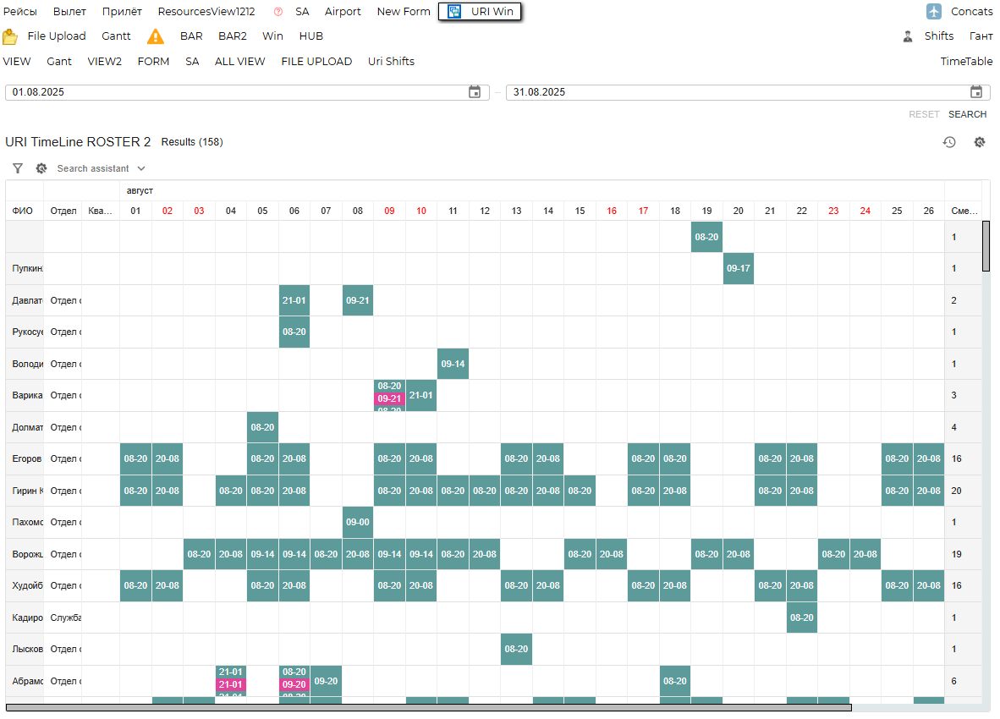 Рейсы Вылет Прилёт ResourcesView1212 SA Airport New Form URI Win Concats
File Upload Gantt BAR BAR2 Win HUB Shifts Гант
VIEW Gant VIEW2 FORM SA ALL VIEW FILE UPLOAD Uri Shifts TimeTable
01.08.2025 – 31.08.2025
RESET SEARCH
URI TimeLine ROSTER 2 Results (158)
Search assistant
август
ФИО Отдел Ква... 01 02 03 04 05 06 07 08 09 10 11 12 13 14 15 16 17 18 19 20 21 22 23 24 25 26 Сме...
08-20 1
Пупкин 09-17 1
Давлат Отдел с 21-01 09-21 2
Рукосуе Отдел с 08-20 1
Володи Отдел с 09-14 1
Варика Отдел с 08-20 09-21 08-20 21-01 3
Долмат Отдел с 08-20 4
Егоров Отдел с 08-20 20-08 08-20 20-08 08-20 20-08 08-20 20-08 08-20 08-20 08-20 20-08 08-20 20-08 16
Гирин К Отдел с 08-20 20-08 08-20 08-20 20-08 08-20 20-08 08-20 08-20 08-20 20-08 08-20 08-20 20-08 08-20 20-08 08-20 20-08 20
Пахомо Отдел с 09-00 1
Ворожц Отдел с 08-20 20-08 09-14 09-14 08-20 20-08 09-14 09-14 08-20 20-08 08-20 20-08 08-20 20-08 08-20 20-08 19
Худойб Отдел с 08-20 20-08 08-20 20-08 08-20 20-08 08-20 20-08 08-20 20-08 08-20 20-08 08-20 20-08 16
Кадиро Служба 08-20 1
Лысков Отдел с 08-20 1
Абрамо Отдел с 21-01 21-01 21-01 08-20 09-20 08-20 09-20 08-20 6